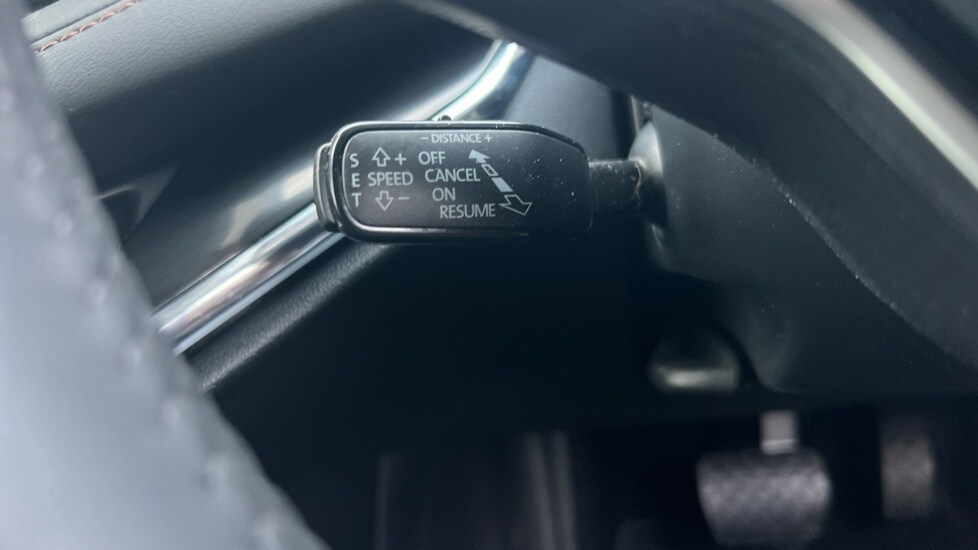 - DISTANCE +
S + OFF
E SPEED CANCEL
T - ON
RESUME